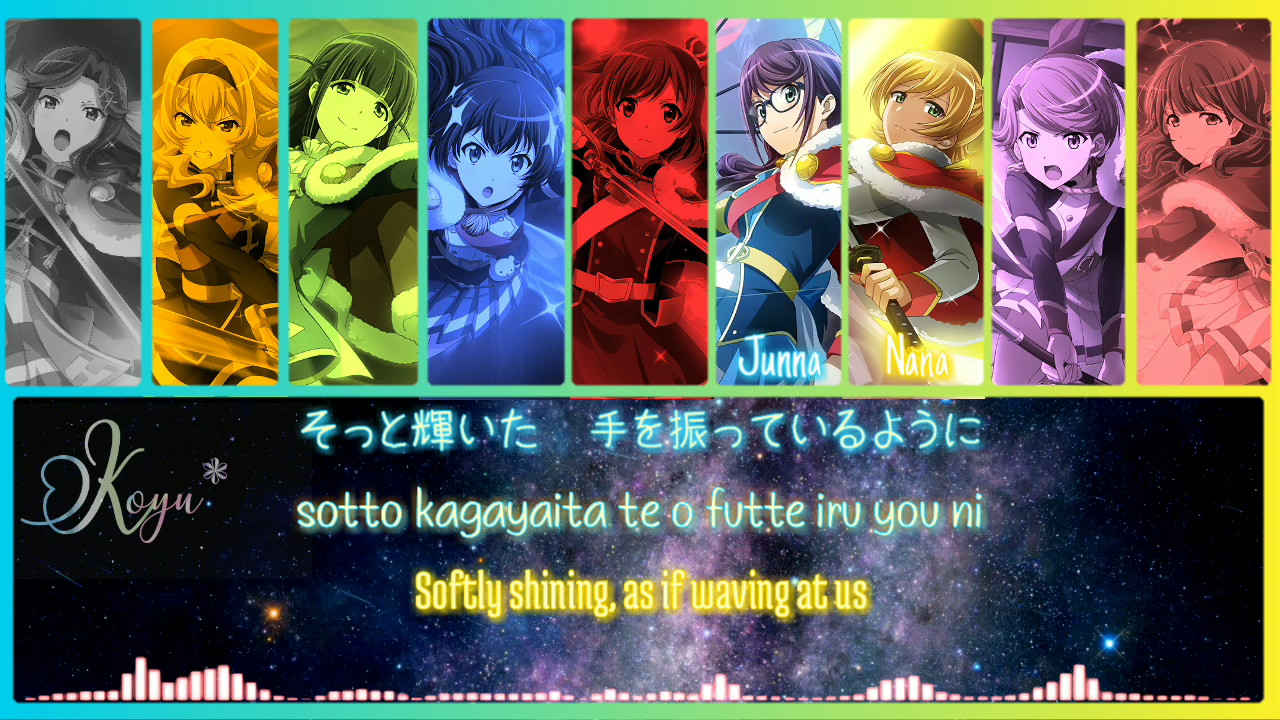 Junna
Nana
Koyu*
そっと輝いた 手を振っているように
sotto kagayaita te o futte iru you ni
Softly shining, as if waving at us